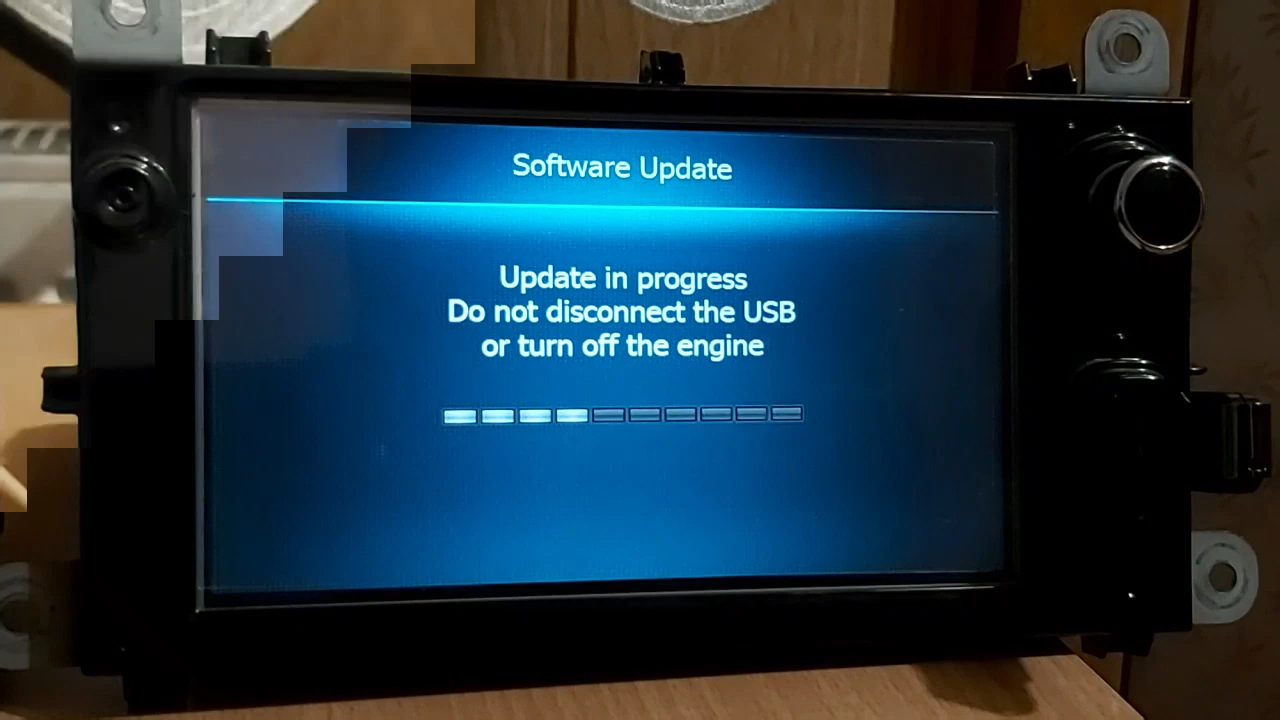 Software Update
Update in progress
Do not disconnect the USB
or turn off the engine